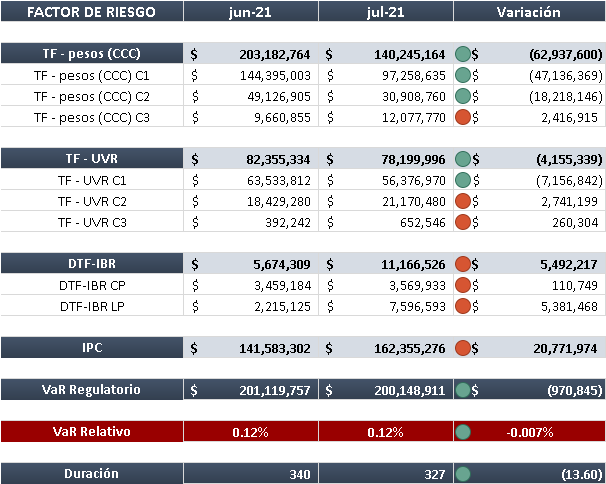 FACTOR DE RIESGO jun-21 jul-21 Variación
TF - pesos (CCC) $ 203,182,764 $ 140,245,164 $ (62,937,600)
TF - pesos (CCC) C1 $ 144,395,003 $ 97,258,635 $ (47,136,369)
TF - pesos (CCC) C2 $ 49,126,905 $ 30,908,760 $ (18,218,146)
TF - pesos (CCC) C3 $ 9,660,855 $ 12,077,770 $ 2,416,915
TF - UVR $ 82,355,334 $ 78,199,996 $ (4,155,339)
TF - UVR C1 $ 63,533,812 $ 56,376,970 $ (7,156,842)
TF - UVR C2 $ 18,429,280 $ 21,170,480 $ 2,741,199
TF - UVR C3 $ 392,242 $ 652,546 $ 260,304
DTF-IBR $ 5,674,309 $ 11,166,526 $ 5,492,217
DTF-IBR CP $ 3,459,184 $ 3,569,933 $ 110,749
DTF-IBR LP $ 2,215,125 $ 7,596,593 $ 5,381,468
IPC $ 141,583,302 $ 162,355,276 $ 20,771,974
VaR Regulatorio $ 201,119,757 $ 200,148,911 $ (970,845)
VaR Relativo 0.12% 0.12% -0.007%
Duración 340 327 (13.60)